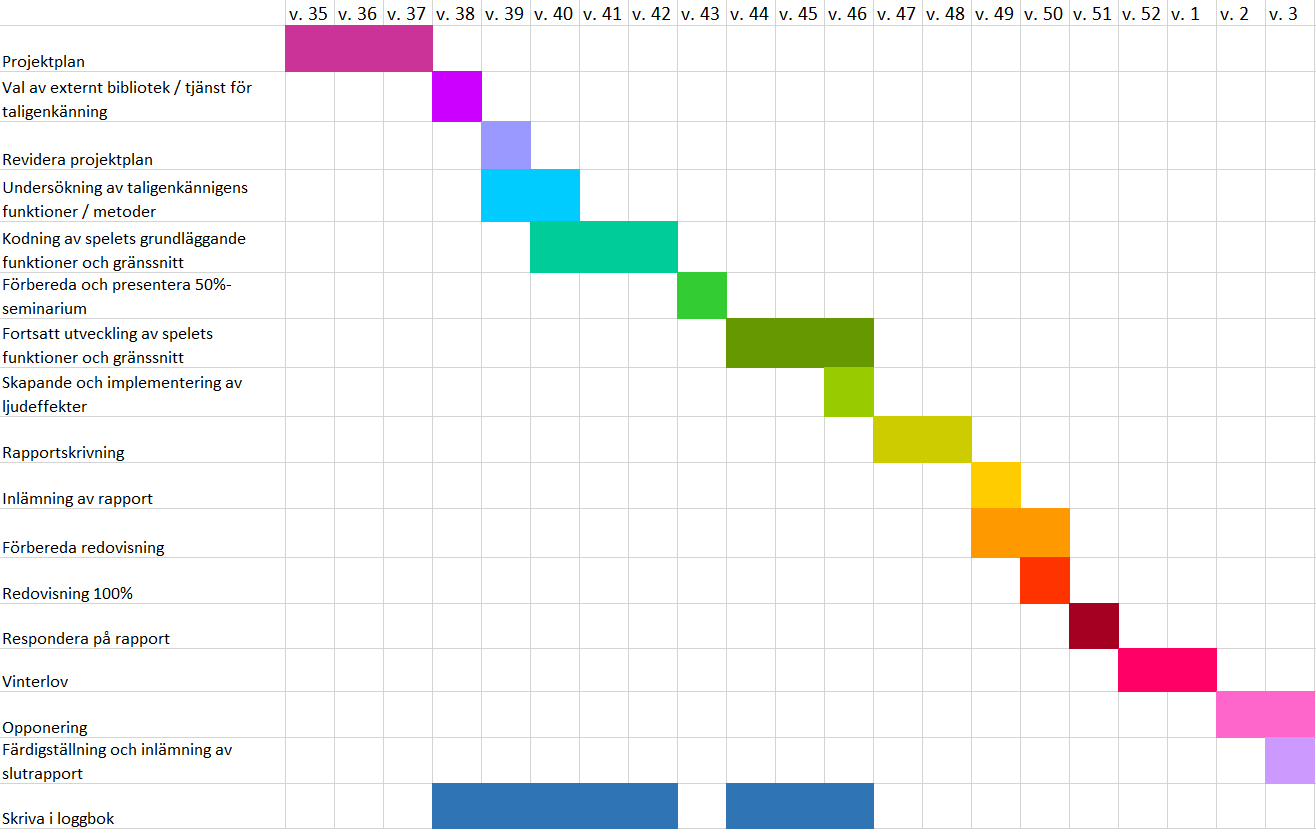 v. 35 v. 36 v. 37 v. 38 v. 39 v. 40 v. 41 v. 42 v. 43 v. 44 v. 45 v. 46 v. 47 v. 48 v. 49 v. 50 v. 51 v. 52 v. 1 v. 2 v. 3
Projektplan
Val av externt bibliotek / tjänst för
taligenkänning
Revidera projektplan
Undersökning av taligenkännigens
funktioner / metoder
Kodning av spelets grundläggande
funktioner och gränssnitt
Förbereda och presentera 50%-
seminarium
Fortsatt utveckling av spelets
funktioner och gränssnitt
Skapande och implementering av
ljudeffekter
Rapportskrivning
Inlämning av rapport
Förbereda redovisning
Redovisning 100%
Respondera på rapport
Vinterlov
Opponering
Färdigställning och inlämning av
slutrapport
Skriva i loggbok